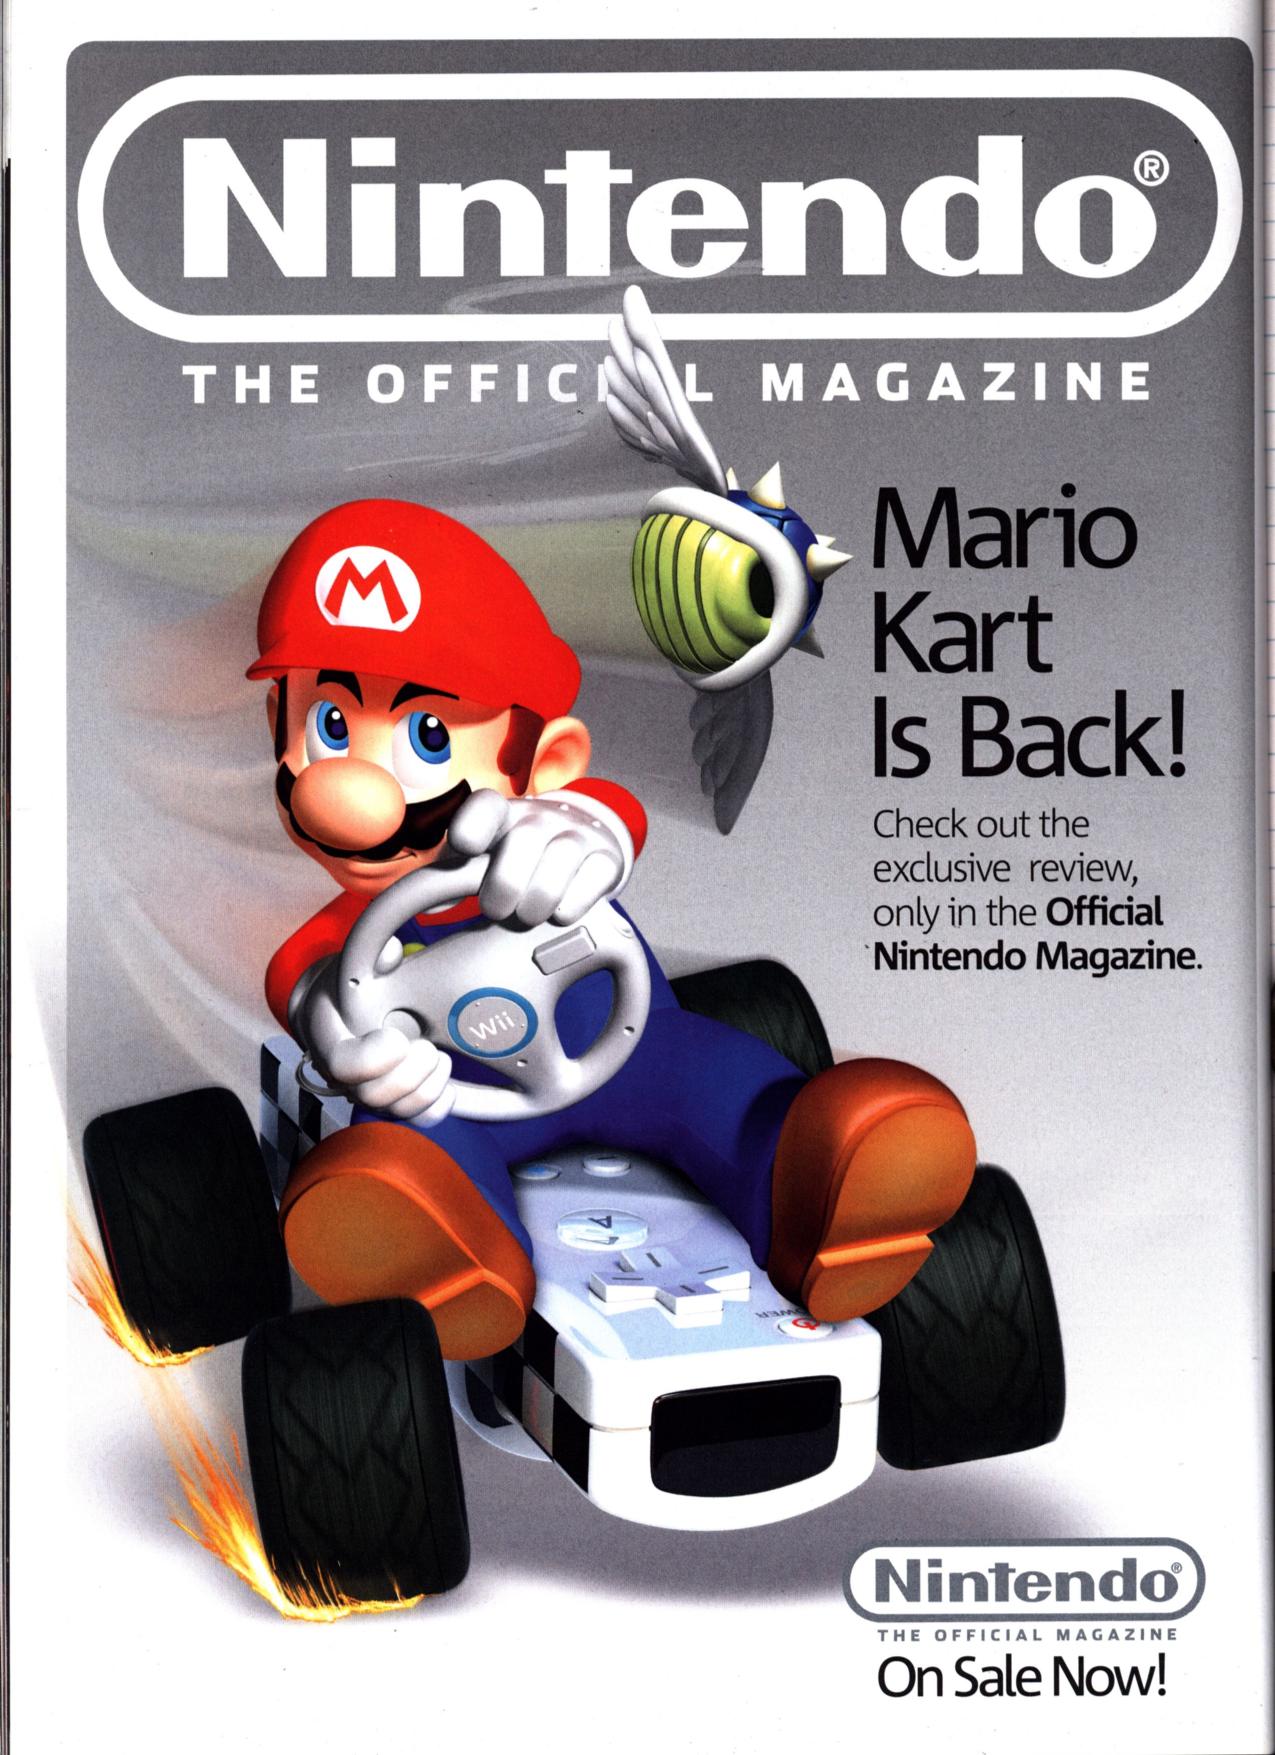 Nintendo®
THE OFFICI L MAGAZINE
M
Mario
Kart
Is Back!
Check out the
exclusive review,
only in the Official
Nintendo Magazine.
Wii
A
POWER
Nintendo®
THE OFFICIAL MAGAZINE
On Sale Now!